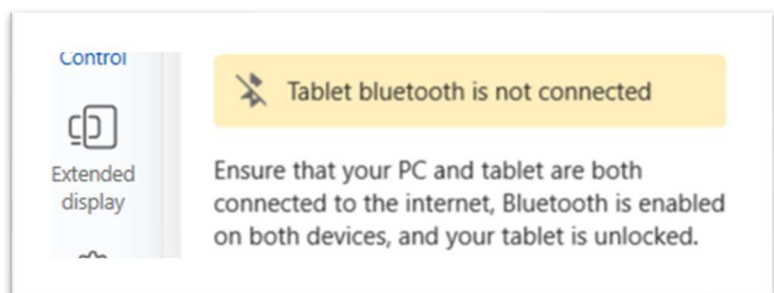 Control
Extended
display
Tablet bluetooth is not connected
Ensure that your PC and tablet are both
connected to the internet, Bluetooth is enabled
on both devices, and your tablet is unlocked.